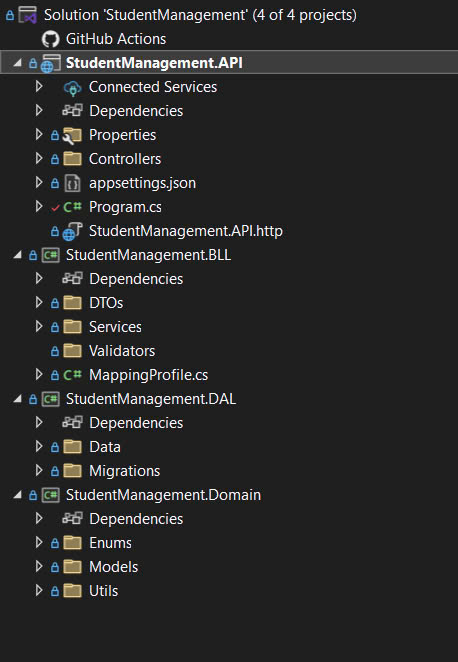 Solution 'StudentManagement' (4 of 4 projects)
GitHub Actions
StudentManagement.API
Connected Services
Dependencies
Properties
Controllers
appsettings.json
C# Program.cs
StudentManagement.API.http
C# StudentManagement.BLL
Dependencies
DTOs
Services
Validators
C# MappingProfile.cs
C# StudentManagement.DAL
Dependencies
Data
Migrations
C# StudentManagement.Domain
Dependencies
Enums
Models
Utils